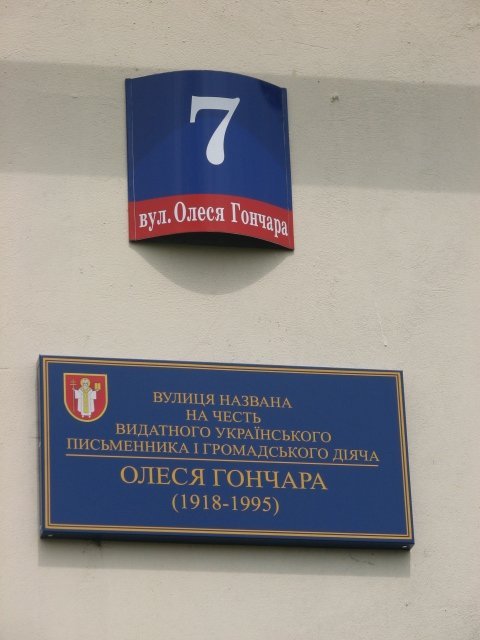 7
вул. Олеся Гончара
ВУЛИЦЯ НАЗВАНА
НА ЧЕСТЬ
ВИДАТНОГО УКРАЇНСЬКОГО
ПИСЬМЕННИКА І ГРОМАДСЬКОГО ДІЯЧА
ОЛЕСЯ ГОНЧАРА
(1918-1995)